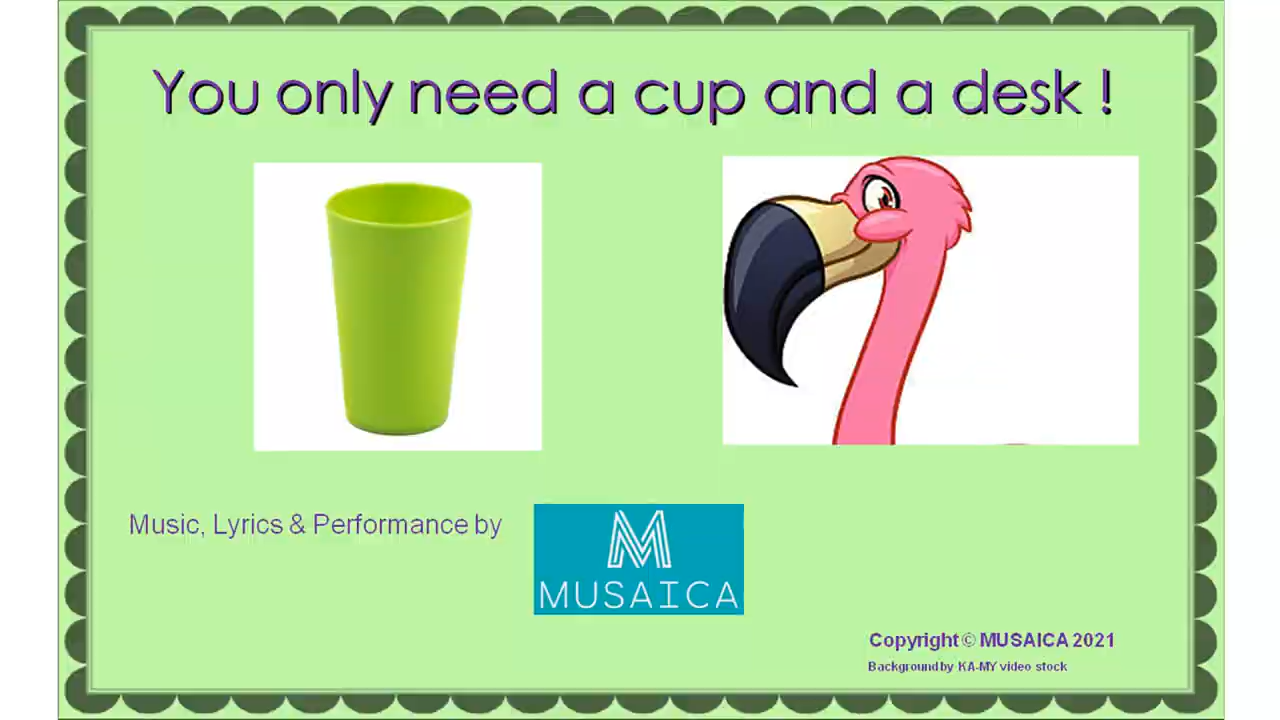 You only need a cup and a desk !
Music, Lyrics & Performance by
M
MUSAICA
Copyright © MUSAICA 2021
Background by KA-MY video stock